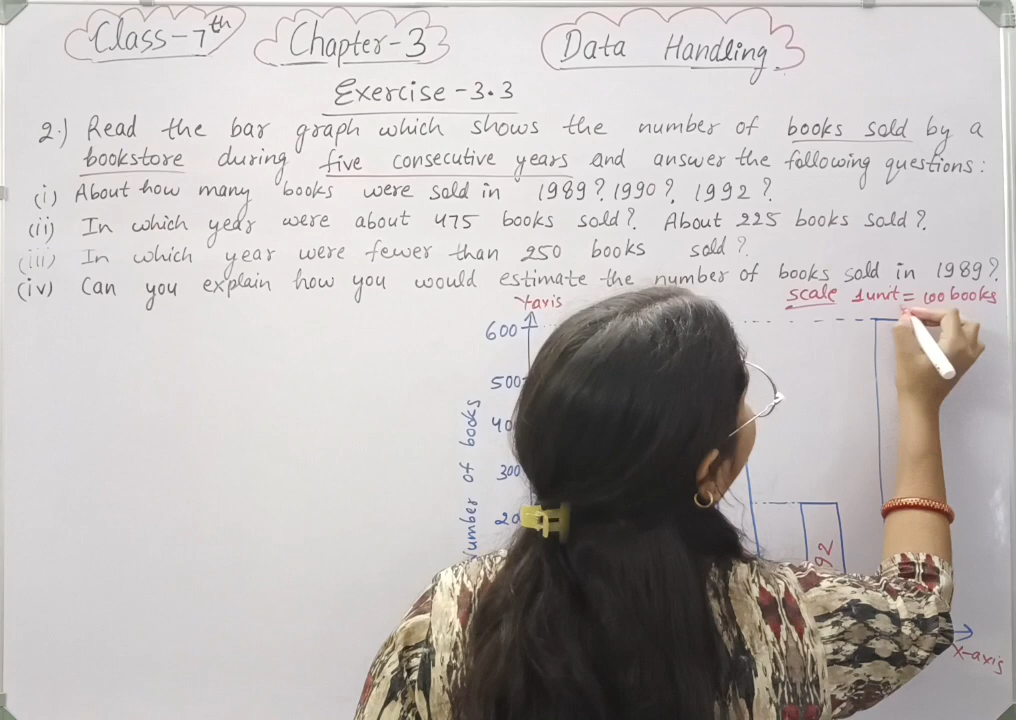 Class-7th Chapter-3 Data Handling
Exercise-3.3
2.) Read the bar graph which shows the number of books sold by a
bookstore during five consecutive years and answer the following questions:
(i) About how many books were sold in 1989? 1990? 1992?
(ii) In which year were about 475 books sold? About 225 books sold?
(iii) In which year were fewer than 250 books sold?
(iv) Can you explain how you would estimate the number of books sold in 1989?
Y-axis
scale 1unit = 100 books
600
500
300
of books
92
X-axis